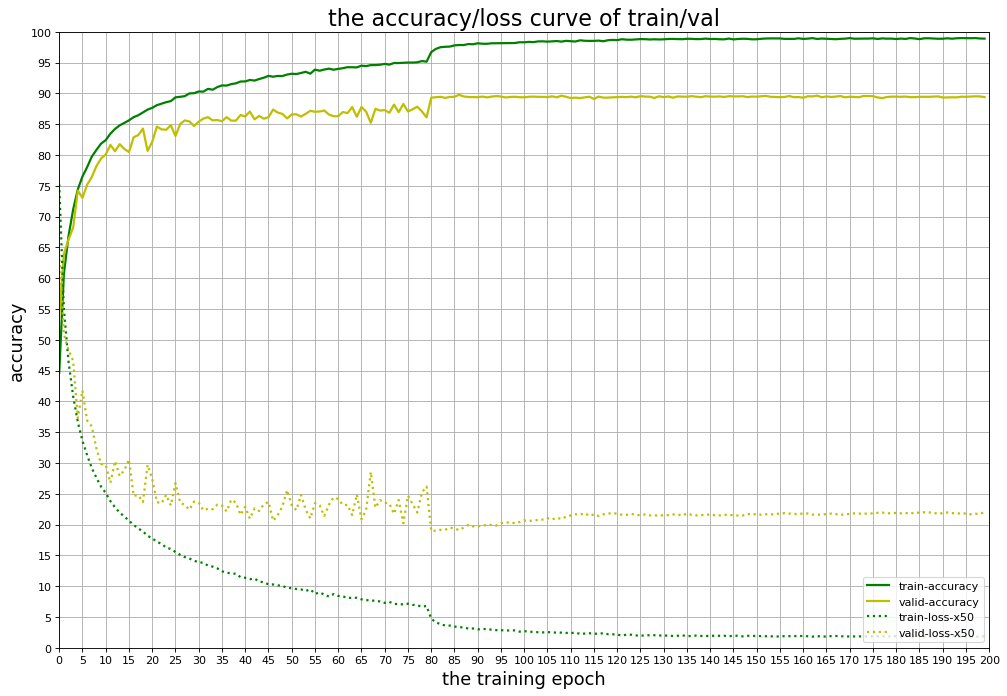 the accuracy/loss curve of train/val
100
95
90
85
80
75
70
65
60
55
50
45
40
35
30
25
20
15
10
5
0
accuracy
0 5 10 15 20 25 30 35 40 45 50 55 60 65 70 75 80 85 90 95 100 105 110 115 120 125 130 135 140 145 150 155 160 165 170 175 180 185 190 195 200
the training epoch
train-accuracy
valid-accuracy
train-loss-x50
valid-loss-x50